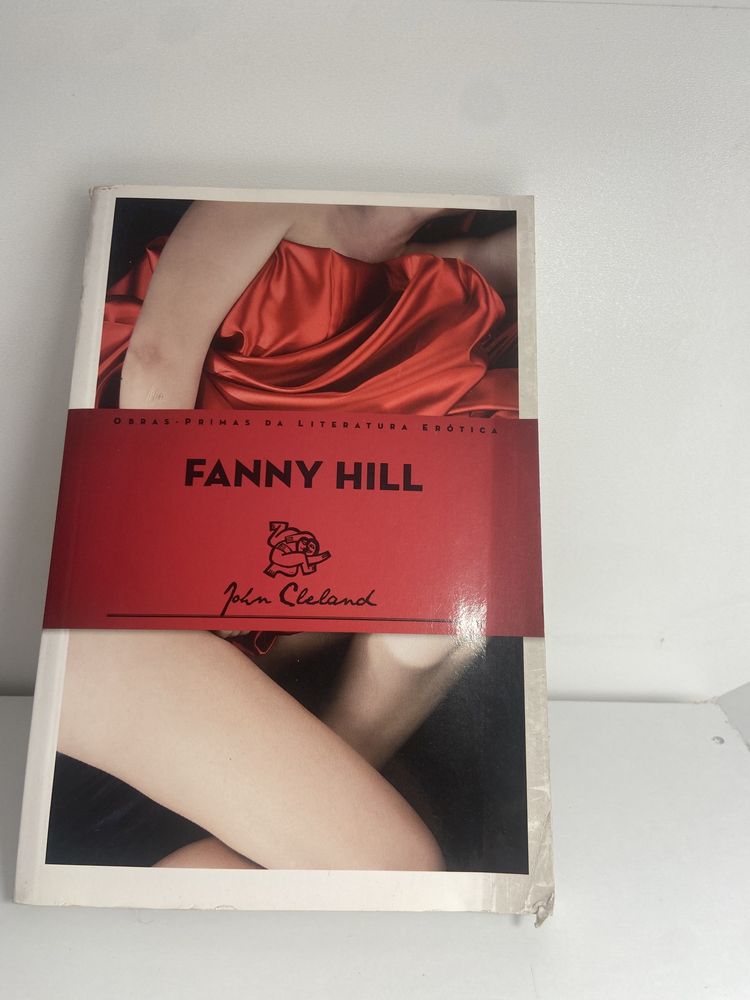 OBRAS-PRIMAS DA LITERATURA ERÓTICA
FANNY HILL
John Cleland